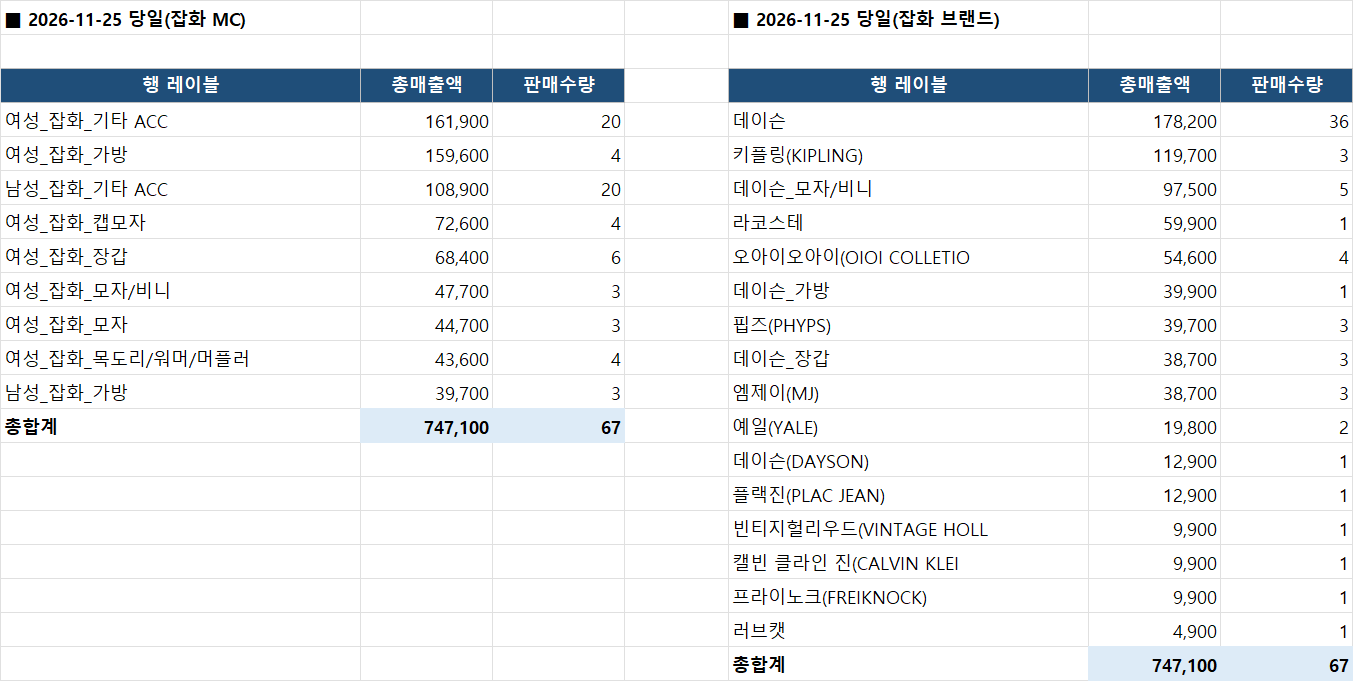 ■ 2026-11-25 당일(잡화 MC)
행 레이블 총매출액 판매수량
여성_잡화_기타 ACC 161,900 20
여성_잡화_가방 159,600 4
남성_잡화_기타 ACC 108,900 20
여성_잡화_캡모자 72,600 4
여성_잡화_장갑 68,400 6
여성_잡화_모자/비니 47,700 3
여성_잡화_모자 44,700 3
여성_잡화_목도리/워머/머플러 43,600 4
남성_잡화_가방 39,700 3
총합계 747,100 67
■ 2026-11-25 당일(잡화 브랜드)
행 레이블 총매출액 판매수량
데이슨 178,200 36
키플링(KIPLING) 119,700 3
데이슨_모자/비니 97,500 5
라코스테 59,900 1
오아이오아이(OIOI COLLETIO 54,600 4
데이슨_가방 39,900 1
핍즈(PHYPS) 39,700 3
데이슨_장갑 38,700 3
엠제이(MJ) 38,700 3
예일(YALE) 19,800 2
데이슨(DAYSON) 12,900 1
플랙진(PLAC JEAN) 12,900 1
빈티지헐리우드(VINTAGE HOLL 9,900 1
캘빈 클라인 진(CALVIN KLEI 9,900 1
프라이노크(FREIKNOCK) 9,900 1
러브캣 4,900 1
총합계 747,100 67